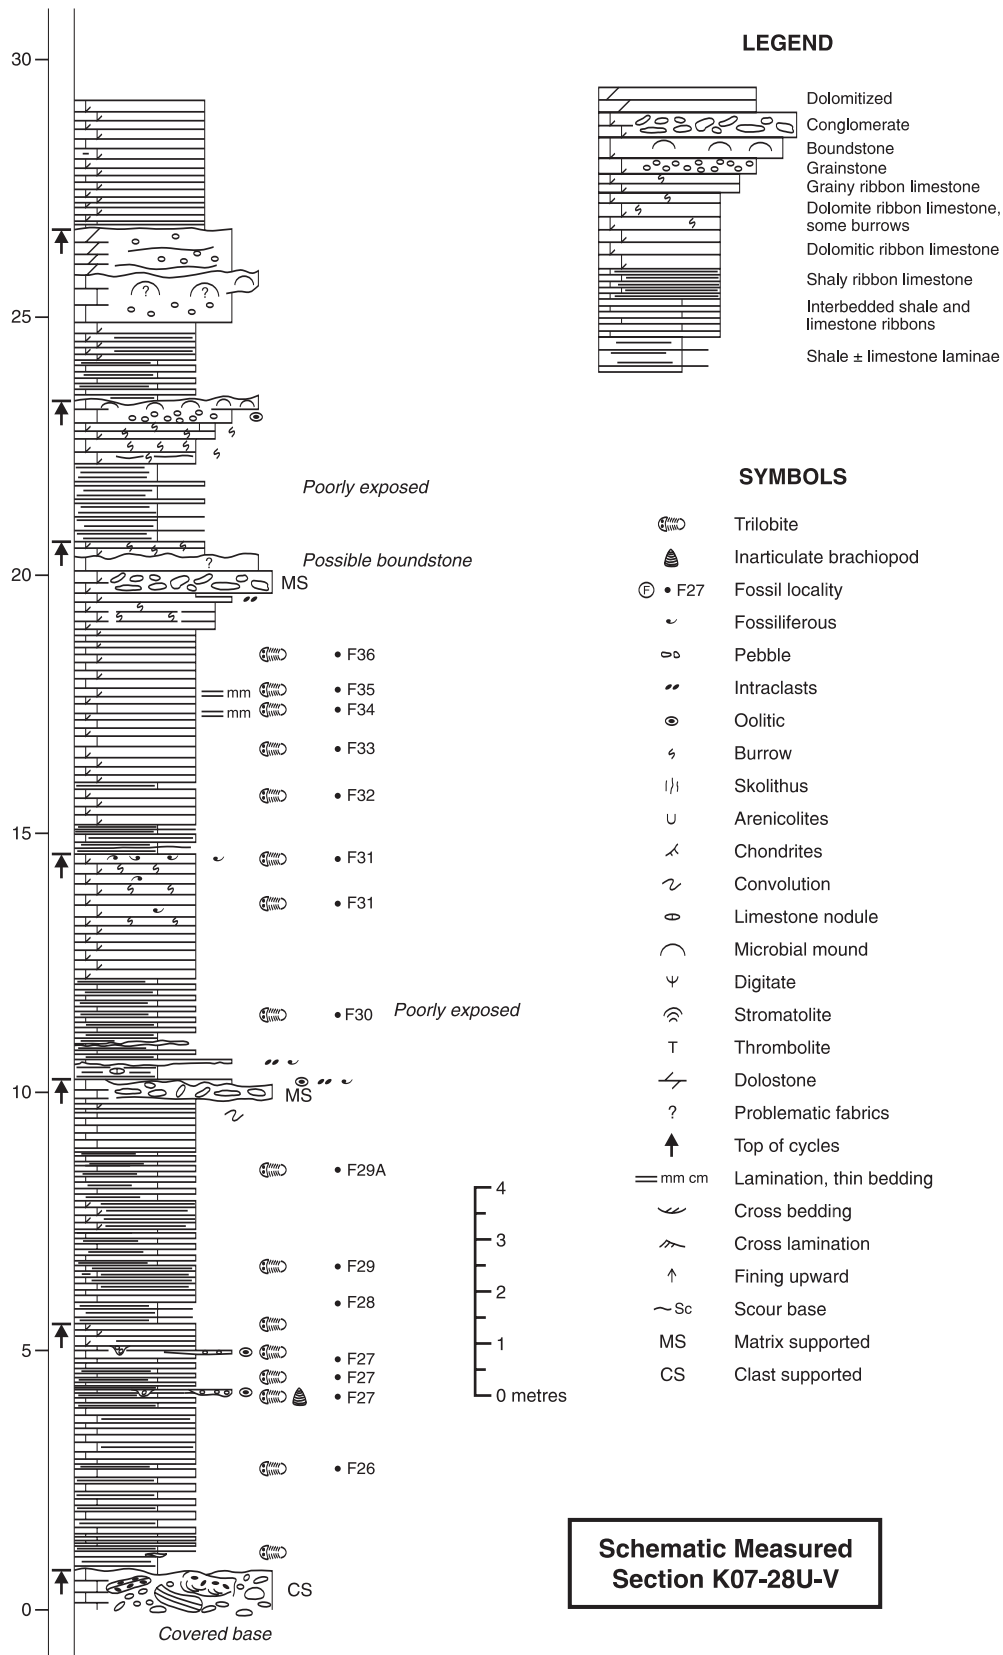 LEGEND
Dolomitized
Conglomerate
Boundstone
Grainstone
Grainy ribbon limestone
Dolomite ribbon limestone,
some burrows
Dolomitic ribbon limestone
Shaly ribbon limestone
Interbedded shale and
limestone ribbons
Shale ± limestone laminae
SYMBOLS
Trilobite
Inarticulate brachiopod
F • F27 Fossil locality
Fossiliferous
Pebble
Intraclasts
Oolitic
Burrow
Skolithus
U Arenicolites
Chondrites
Convolution
Limestone nodule
Microbial mound
Digitate
Stromatolite
T Thrombolite
Dolostone
? Problematic fabrics
Top of cycles
mm cm Lamination, thin bedding
Cross bedding
Cross lamination
Fining upward
Sc Scour base
MS Matrix supported
CS Clast supported
30
25
? ?
Poorly exposed
?
Possible boundstone
20
MS
• F36
mm • F35
mm • F34
• F33
• F32
15
• F31
• F31
• F30 Poorly exposed
10
MS
• F29A
• F29
• F28
5
• F27
• F27
• F27
• F26
CS
0
Covered base
4
3
2
1
0 metres
Schematic Measured
Section K07-28U-V